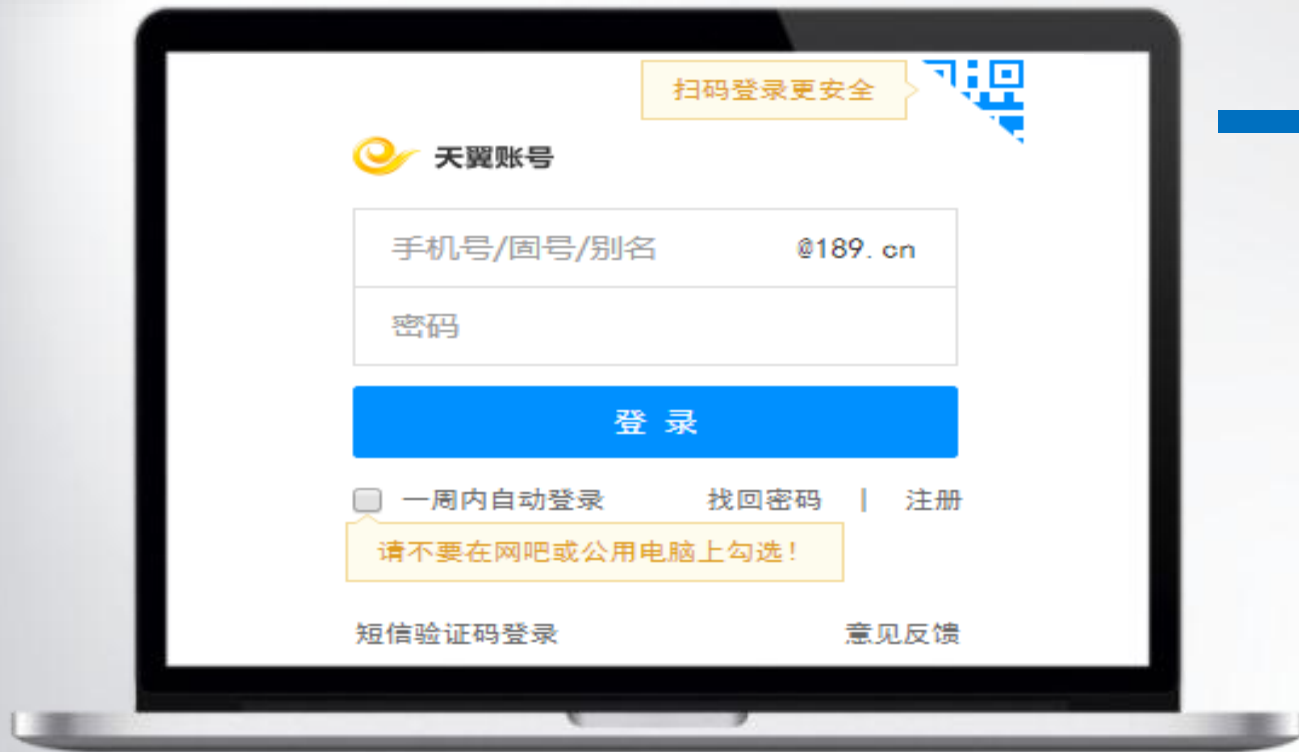 扫码登录更安全
天翼账号
手机号/固号/别名 @189.cn
密码
登 录
一周内自动登录 找回密码 | 注册
请不要在网吧或公用电脑上勾选!
短信验证码登录 意见反馈